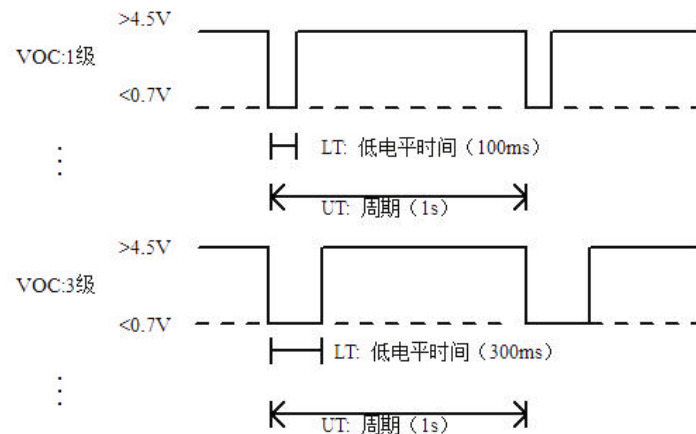 >4.5V
VOC:1级
<0.7V
LT: 低电平时间（100ms）
UT: 周期（1s）
>4.5V
VOC:3级
<0.7V
LT: 低电平时间（300ms）
UT: 周期（1s）